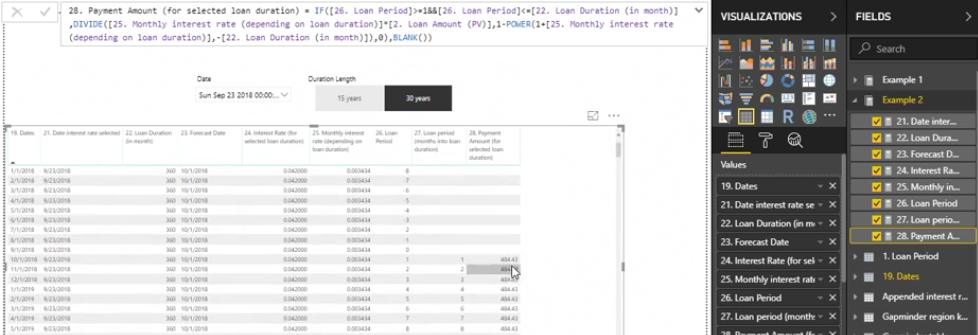 28. Payment Amount (for selected loan duration) = IF([26. Loan Period]>=1&&[26. Loan Period]<=[22. Loan Duration (in month)]
,DIVIDE([25. Monthly interest rate (depending on loan duration)]*[2. Loan Amount (PV)],1-POWER(1+[25. Monthly interest rate
(depending on loan duration)],-[22. Loan Duration (in month)]),0),BLANK())
VISUALIZATIONS
FIELDS
Search
Date
Sun Sep 23 2018 00:00:...
Duration Length
15 years
30 years
Example 1
Example 2
21. Date inter...
22. Loan Dura...
23. Forecast D...
24. Interest Ra...
25. Monthly in...
26. Loan Period
27. Loan perio...
28. Payment A...
1. Loan Period
19. Dates
Appended interest r...
Gapminder region k...
Values
19. Dates
21. Date interest rate se
22. Loan Duration (in m
23. Forecast Date
24. Interest Rate (for sel
25. Monthly interest rat
26. Loan Period
27. Loan period (month
19. Dates 21. Date interest rate selected 22. Loan Duration (in month) 23. Forecast Date 24. Interest Rate (for selected loan duration) 25. Monthly interest rate (depending on loan duration) 26. Loan Period 27. Loan period (months into loan duration) 28. Payment Amount (for selected loan duration)
1/1/2018 9/23/2018 360 10/1/2018 0.042000 0.003434 -8
2/1/2018 9/23/2018 360 10/1/2018 0.042000 0.003434 -7
3/1/2018 9/23/2018 360 10/1/2018 0.042000 0.003434 -6
4/1/2018 9/23/2018 360 10/1/2018 0.042000 0.003434 -5
5/1/2018 9/23/2018 360 10/1/2018 0.042000 0.003434 -4
6/1/2018 9/23/2018 360 10/1/2018 0.042000 0.003434 -3
7/1/2018 9/23/2018 360 10/1/2018 0.042000 0.003434 -2
8/1/2018 9/23/2018 360 10/1/2018 0.042000 0.003434 -1
9/1/2018 9/23/2018 360 10/1/2018 0.042000 0.003434 0
10/1/2018 9/23/2018 360 10/1/2018 0.042000 0.003434 1 1 484.43
11/1/2018 9/23/2018 360 10/1/2018 0.042000 0.003434 2 2 484.43
12/1/2018 9/23/2018 360 10/1/2018 0.042000 0.003434 3 3 484.43
1/1/2019 9/23/2018 360 10/1/2018 0.042000 0.003434 4 4 484.43
2/1/2019 9/23/2018 360 10/1/2018 0.042000 0.003434 5 5 484.43
3/1/2019 9/23/2018 360 10/1/2018 0.042000 0.003434 6 6 484.43
4/1/2019 9/23/2018 360 10/1/2018 0.042000 0.003434 7 7 484.43
5/1/2019 9/23/2018 360 10/1/2018 0.042000 0.003434 8 8 484.43